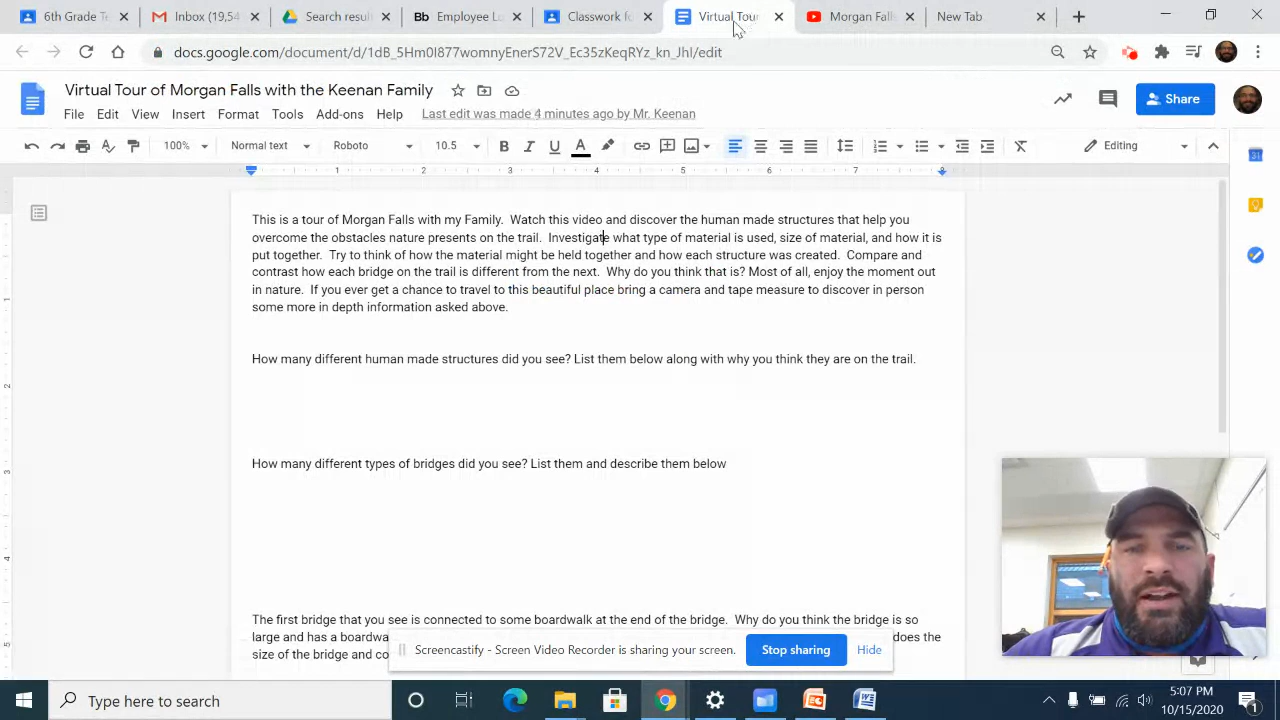 6th Grade Te
Inbox (19,54
Search result
Bb Employee Lo
Classwork fo
Virtual Tour
Morgan Falls
New Tab
docs.google.com/document/d/1dB_5Hm0I877womnyEnerS72V_Ec35zKeqRYz_kn_JhI/edit
Virtual Tour of Morgan Falls with the Keenan Family
Share
File Edit View Insert Format Tools Add-ons Help Last edit was made 4 minutes ago by Mr. Keenan
100% Normal text Roboto 10.5 B I U A Editing
1 2 3 4 5 6 7
This is a tour of Morgan Falls with my Family. Watch this video and discover the human made structures that help you
overcome the obstacles nature presents on the trail. Investigate what type of material is used, size of material, and how it is
put together. Try to think of how the material might be held together and how each structure was created. Compare and
contrast how each bridge on the trail is different from the next. Why do you think that is? Most of all, enjoy the moment out
in nature. If you ever get a chance to travel to this beautiful place bring a camera and tape measure to discover in person
some more in depth information asked above.
How many different human made structures did you see? List them below along with why you think they are on the trail.
How many different types of bridges did you see? List them and describe them below
The first bridge that you see is connected to some boardwalk at the end of the bridge. Why do you think the bridge is so
large and has a boardwa
does the
size of the bridge and co
Screencastify - Screen Video Recorder is sharing your screen.
Stop sharing
Hide
Type here to search
5:07 PM
10/15/2020